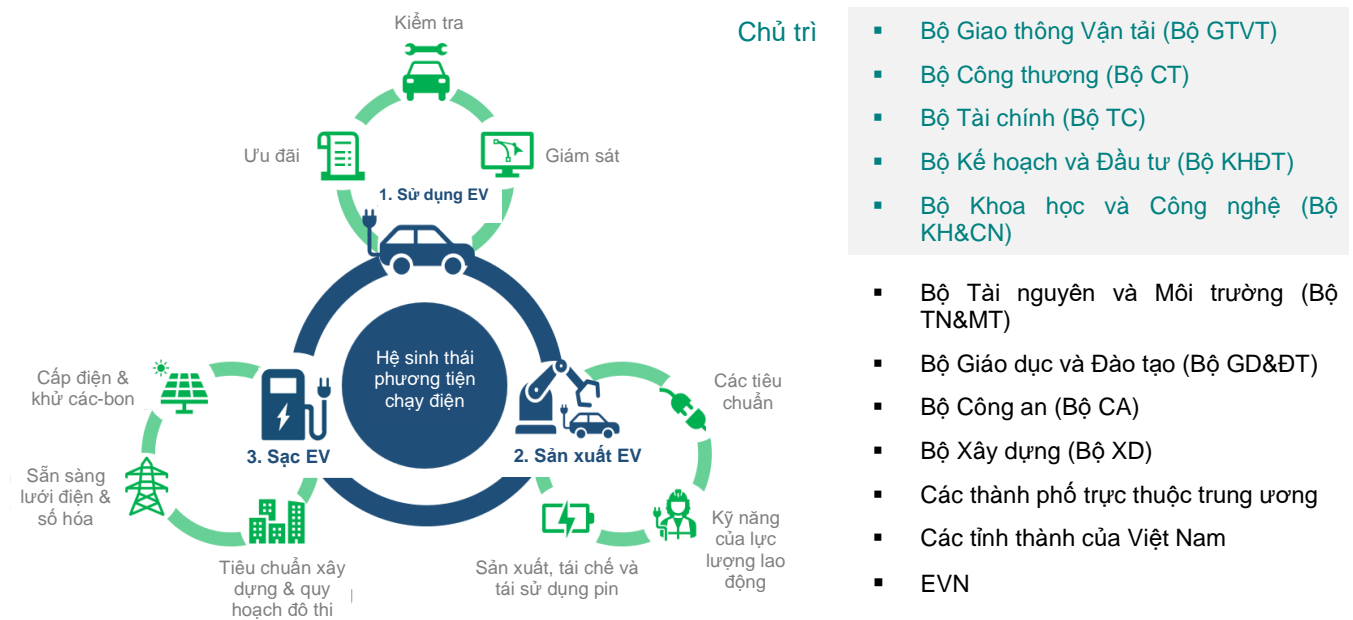 Kiểm tra
Ưu đãi
Giám sát
1. Sử dụng EV
Hệ sinh thái
phương tiện
chạy điện
Cấp điện &
khử các-bon
Sẵn sàng
lưới điện &
số hóa
3. Sạc EV
Tiêu chuẩn xây
dựng & quy
hoạch đô thi
2. Sản xuất EV
Các tiêu
chuẩn
Kỹ năng
của lực
lượng lao
động
Sản xuất, tái chế và
tái sử dụng pin
Chủ trì
▪ Bộ Giao thông Vận tải (Bộ GTVT)
▪ Bộ Công thương (Bộ CT)
▪ Bộ Tài chính (Bộ TC)
▪ Bộ Kế hoạch và Đầu tư (Bộ KHĐT)
▪ Bộ Khoa học và Công nghệ (Bộ
KH&CN)
▪ Bộ Tài nguyên và Môi trường (Bộ
TN&MT)
▪ Bộ Giáo dục và Đào tạo (Bộ GD&ĐT)
▪ Bộ Công an (Bộ CA)
▪ Bộ Xây dựng (Bộ XD)
▪ Các thành phố trực thuộc trung ương
▪ Các tỉnh thành của Việt Nam
▪ EVN